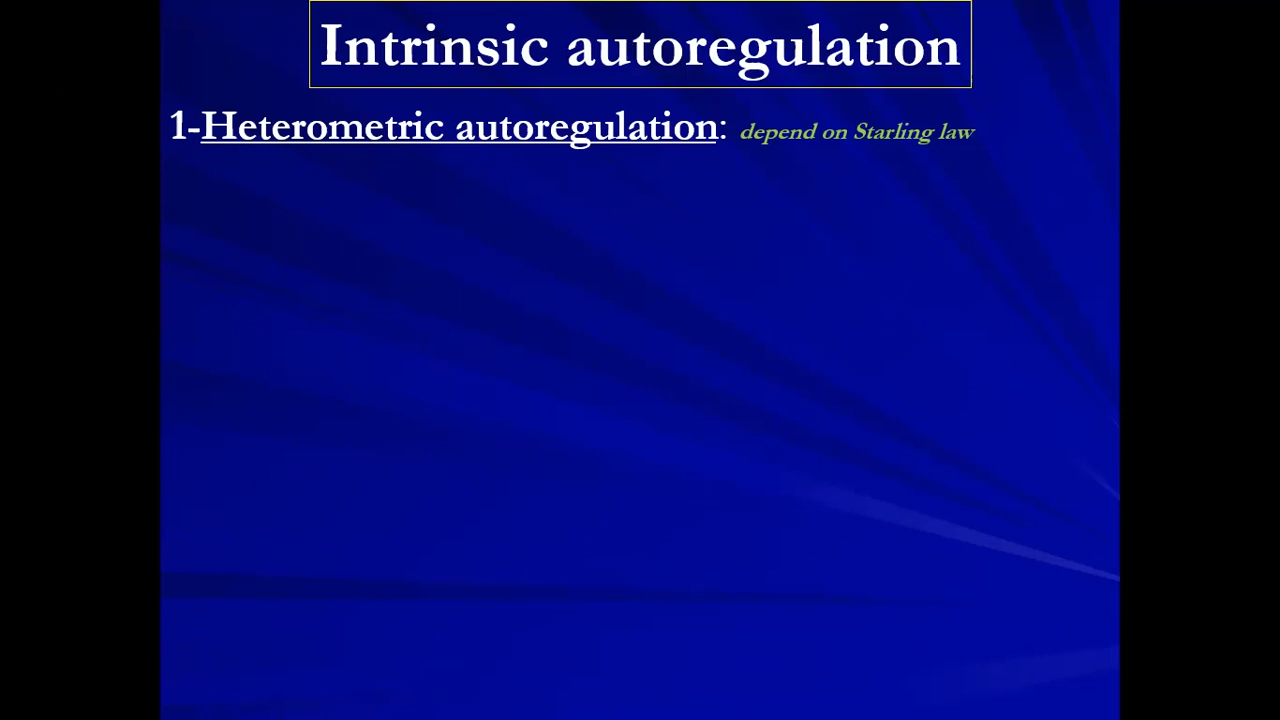 Intrinsic autoregulation
1-Heterometric autoregulation: depend on Starling law